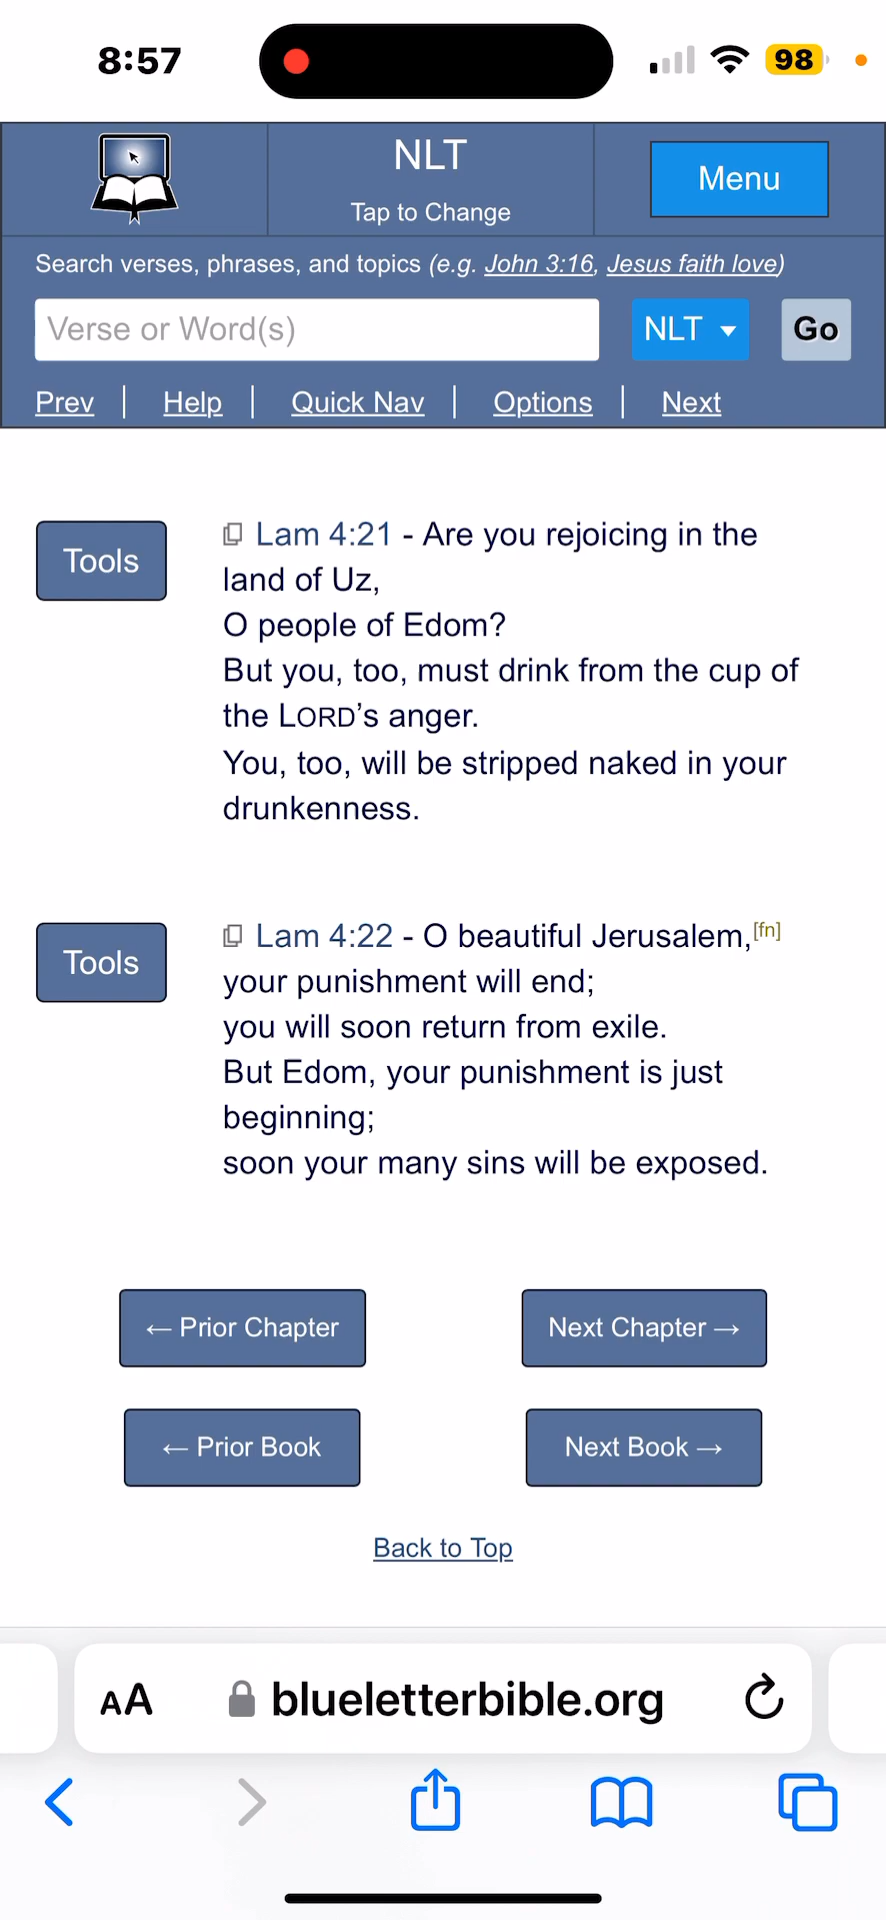 8:57
98
NLT
Tap to Change
Menu
Search verses, phrases, and topics (e.g. John 3:16, Jesus faith love)
Verse or Word(s)
NLT
Go
Prev | Help | Quick Nav | Options | Next
Tools
Lam 4:21 - Are you rejoicing in the
land of Uz,
O people of Edom?
But you, too, must drink from the cup of
the LORD’s anger.
You, too, will be stripped naked in your
drunkenness.
Tools
Lam 4:22 - O beautiful Jerusalem,[fn]
your punishment will end;
you will soon return from exile.
But Edom, your punishment is just
beginning;
soon your many sins will be exposed.
← Prior Chapter
Next Chapter →
← Prior Book
Next Book →
Back to Top
AA
blueletterbible.org